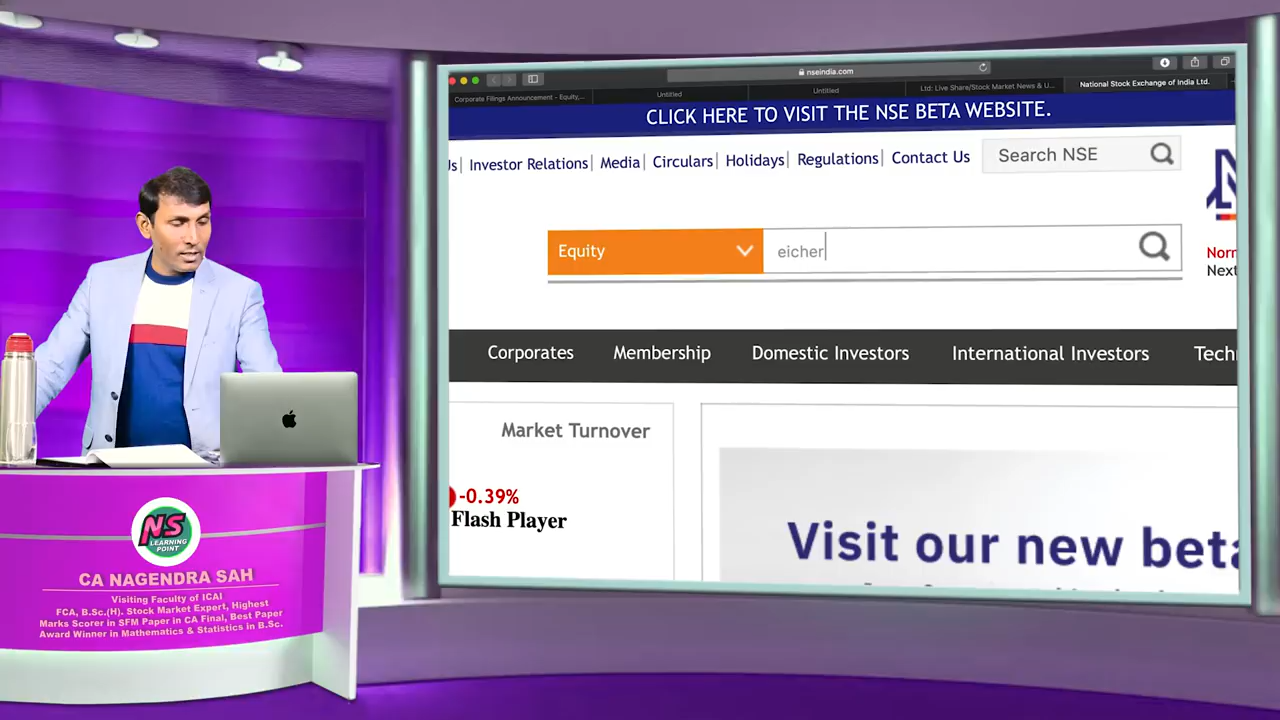 nseindia.com
Corporate Filings Announcement - Equity,...
Untitled
Untitled
Ltd: Live Share/Stock Market News & U...
National Stock Exchange of India Ltd.
CLICK HERE TO VISIT THE NSE BETA WEBSITE.
Us| Investor Relations| Media| Circulars| Holidays| Regulations| Contact Us
Search NSE
Equity
eicher
Norm
Next
Corporates
Membership
Domestic Investors
International Investors
Tech
Market Turnover
-0.39%
Flash Player
Visit our new beta
NS
LEARNING
POINT
CA NAGENDRA SAH
Visiting Faculty of ICAI
FCA, B.Sc.(H). Stock Market Expert, Highest
Marks Scorer in SFM Paper in CA Final, Best Paper
Award Winner in Mathematics & Statistics in B.Sc.